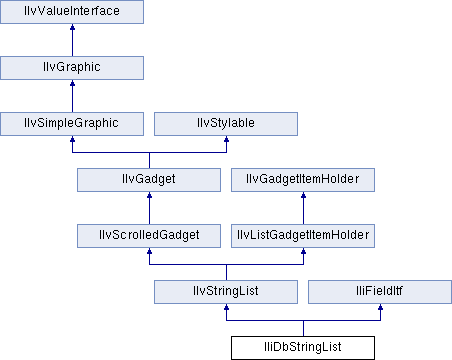 IlvValueInterface
IlvGraphic
IlvSimpleGraphic
IlvStylable
IlvGadget
IlvGadgetItemHolder
IlvScrolledGadget
IlvListGadgetItemHolder
IlvStringList
IliFieldItf
IliDbStringList